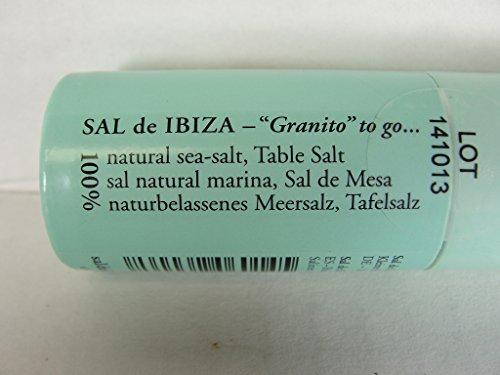 SAL de IBIZA – “Granito” to go...
100%
natural sea-salt, Table Salt
sal natural marina, Sal de Mesa
naturbelassenes Meersalz, Tafelsalz
LOT
141013